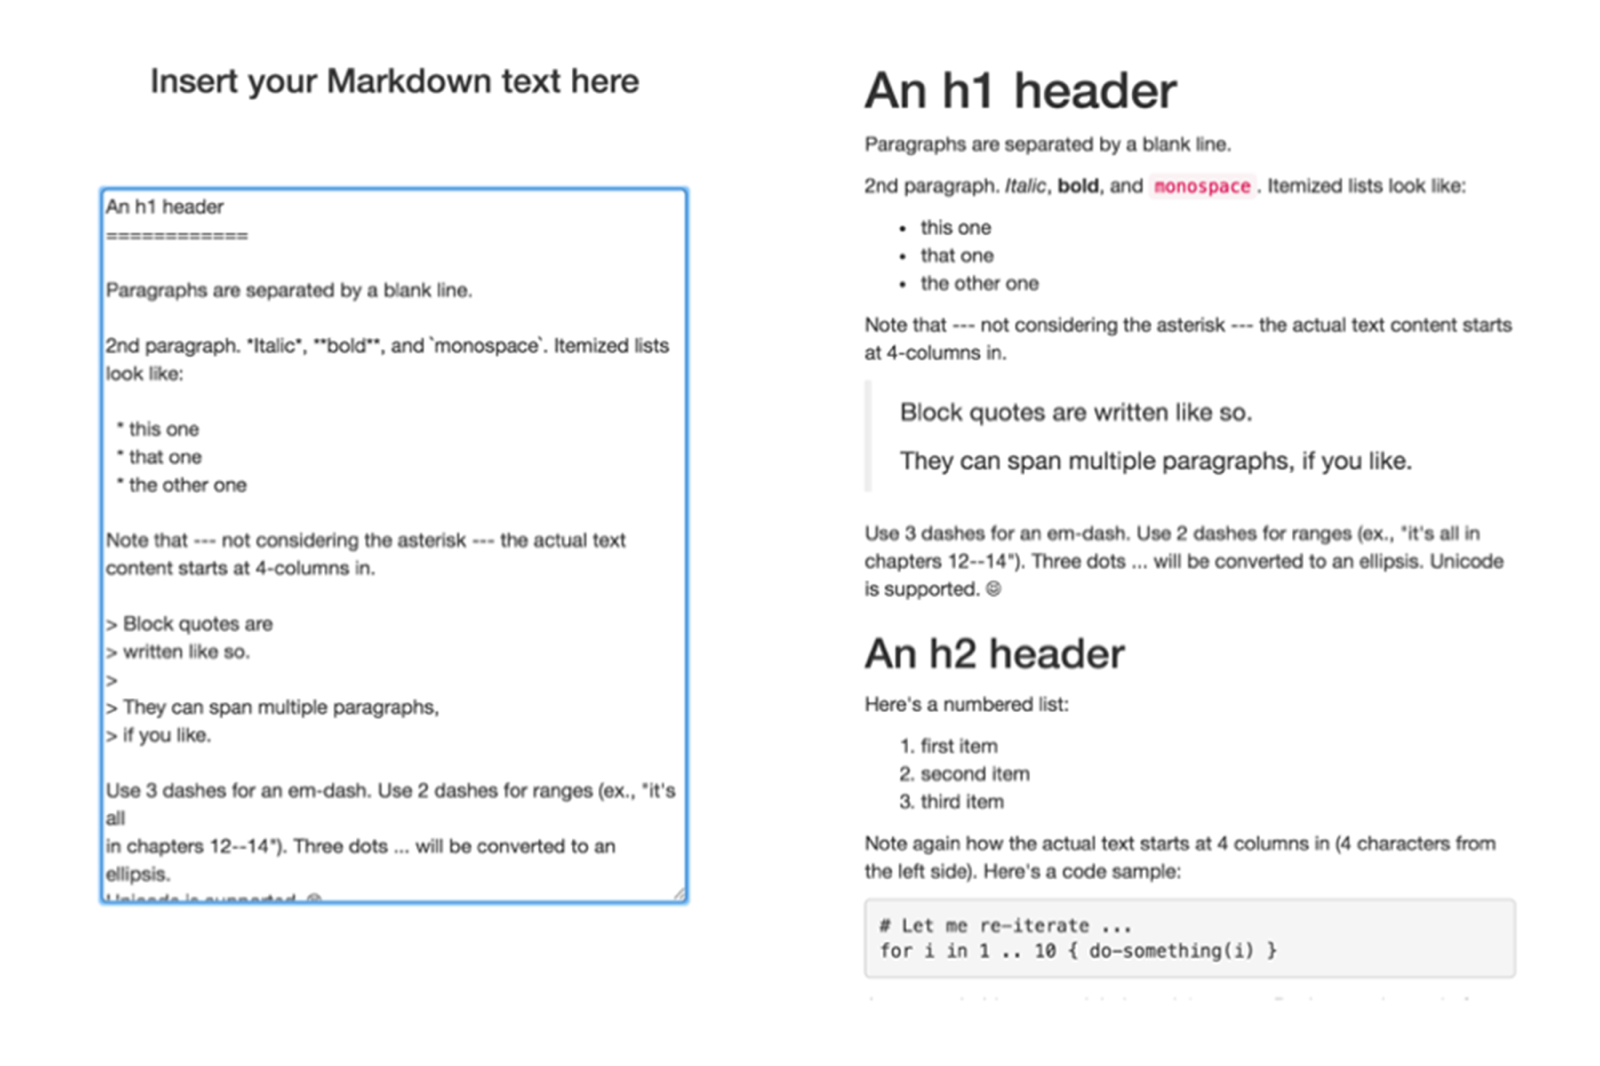 Insert your Markdown text here
An h1 header
============
Paragraphs are separated by a blank line.
2nd paragraph. *Italic*, **bold**, and `monospace`. Itemized lists
look like:
* this one
* that one
* the other one
Note that --- not considering the asterisk --- the actual text
content starts at 4-columns in.
> Block quotes are
> written like so.
>
> They can span multiple paragraphs,
> if you like.
Use 3 dashes for an em-dash. Use 2 dashes for ranges (ex., "it's
all
in chapters 12--14"). Three dots ... will be converted to an
ellipsis.
Unicode is supported. ☺
An h1 header
Paragraphs are separated by a blank line.
2nd paragraph. Italic, bold, and monospace. Itemized lists look like:
• this one
• that one
• the other one
Note that --- not considering the asterisk --- the actual text content starts
at 4-columns in.
Block quotes are written like so.
They can span multiple paragraphs, if you like.
Use 3 dashes for an em-dash. Use 2 dashes for ranges (ex., "it's all in
chapters 12--14"). Three dots ... will be converted to an ellipsis. Unicode
is supported. ☺
An h2 header
Here's a numbered list:
1. first item
2. second item
3. third item
Note again how the actual text starts at 4 columns in (4 characters from
the left side). Here's a code sample:
# Let me re-iterate ...
for i in 1 .. 10 { do-something(i) }